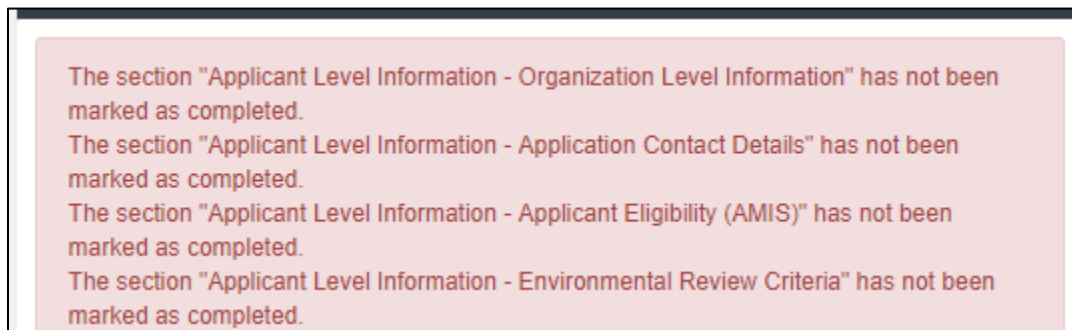 The section "Applicant Level Information - Organization Level Information" has not been
marked as completed.
The section "Applicant Level Information - Application Contact Details" has not been
marked as completed.
The section "Applicant Level Information - Applicant Eligibility (AMIS)" has not been
marked as completed.
The section "Applicant Level Information - Environmental Review Criteria" has not been
marked as completed.